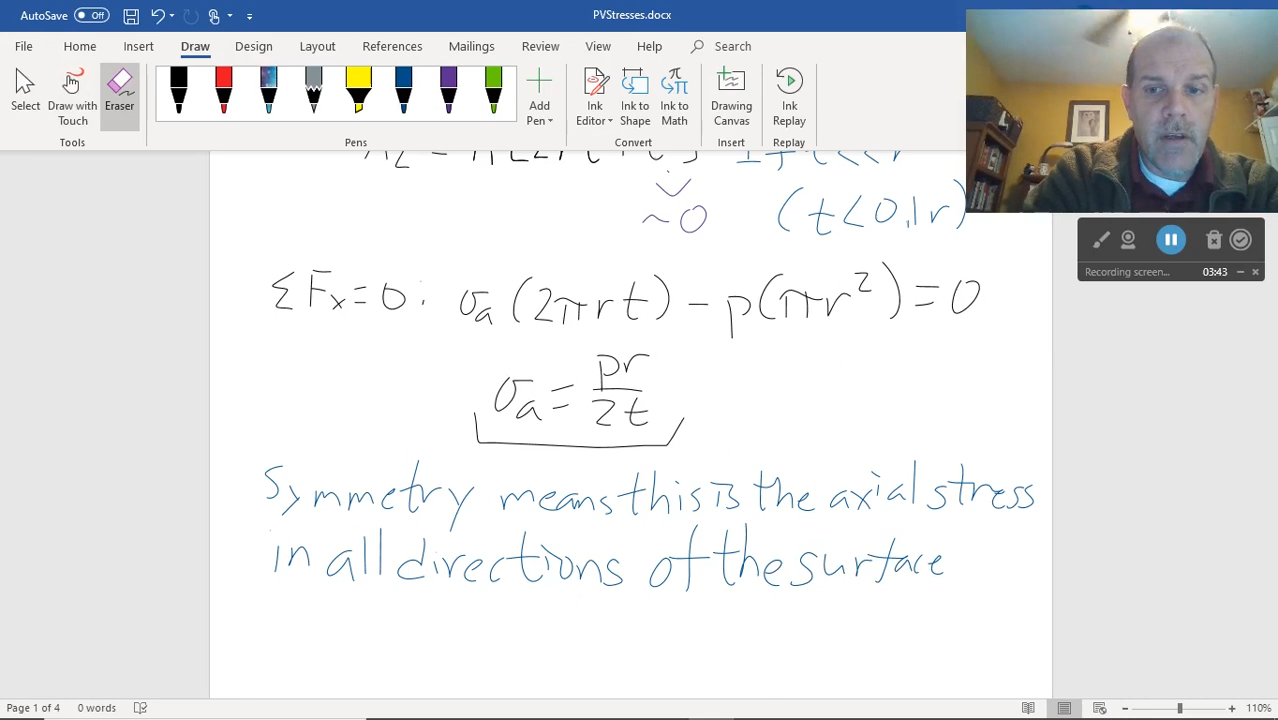 AutoSave Off PVStresses.docx
File Home Insert Draw Design Layout References Mailings Review View Help Search
Select Draw with Touch Eraser Add Pen Ink Editor Ink to Shape Ink to Math Drawing Canvas Ink Replay
Tools Pens Convert Insert Replay
~0 (t<0.1r)
ΣFx=0: σa(2πrt) − p(πr²)=0
σa = pr/2t
Symmetry means this is the axial stress
in all directions of the surface
Recording screen... 03:43
Page 1 of 4 0 words 110%